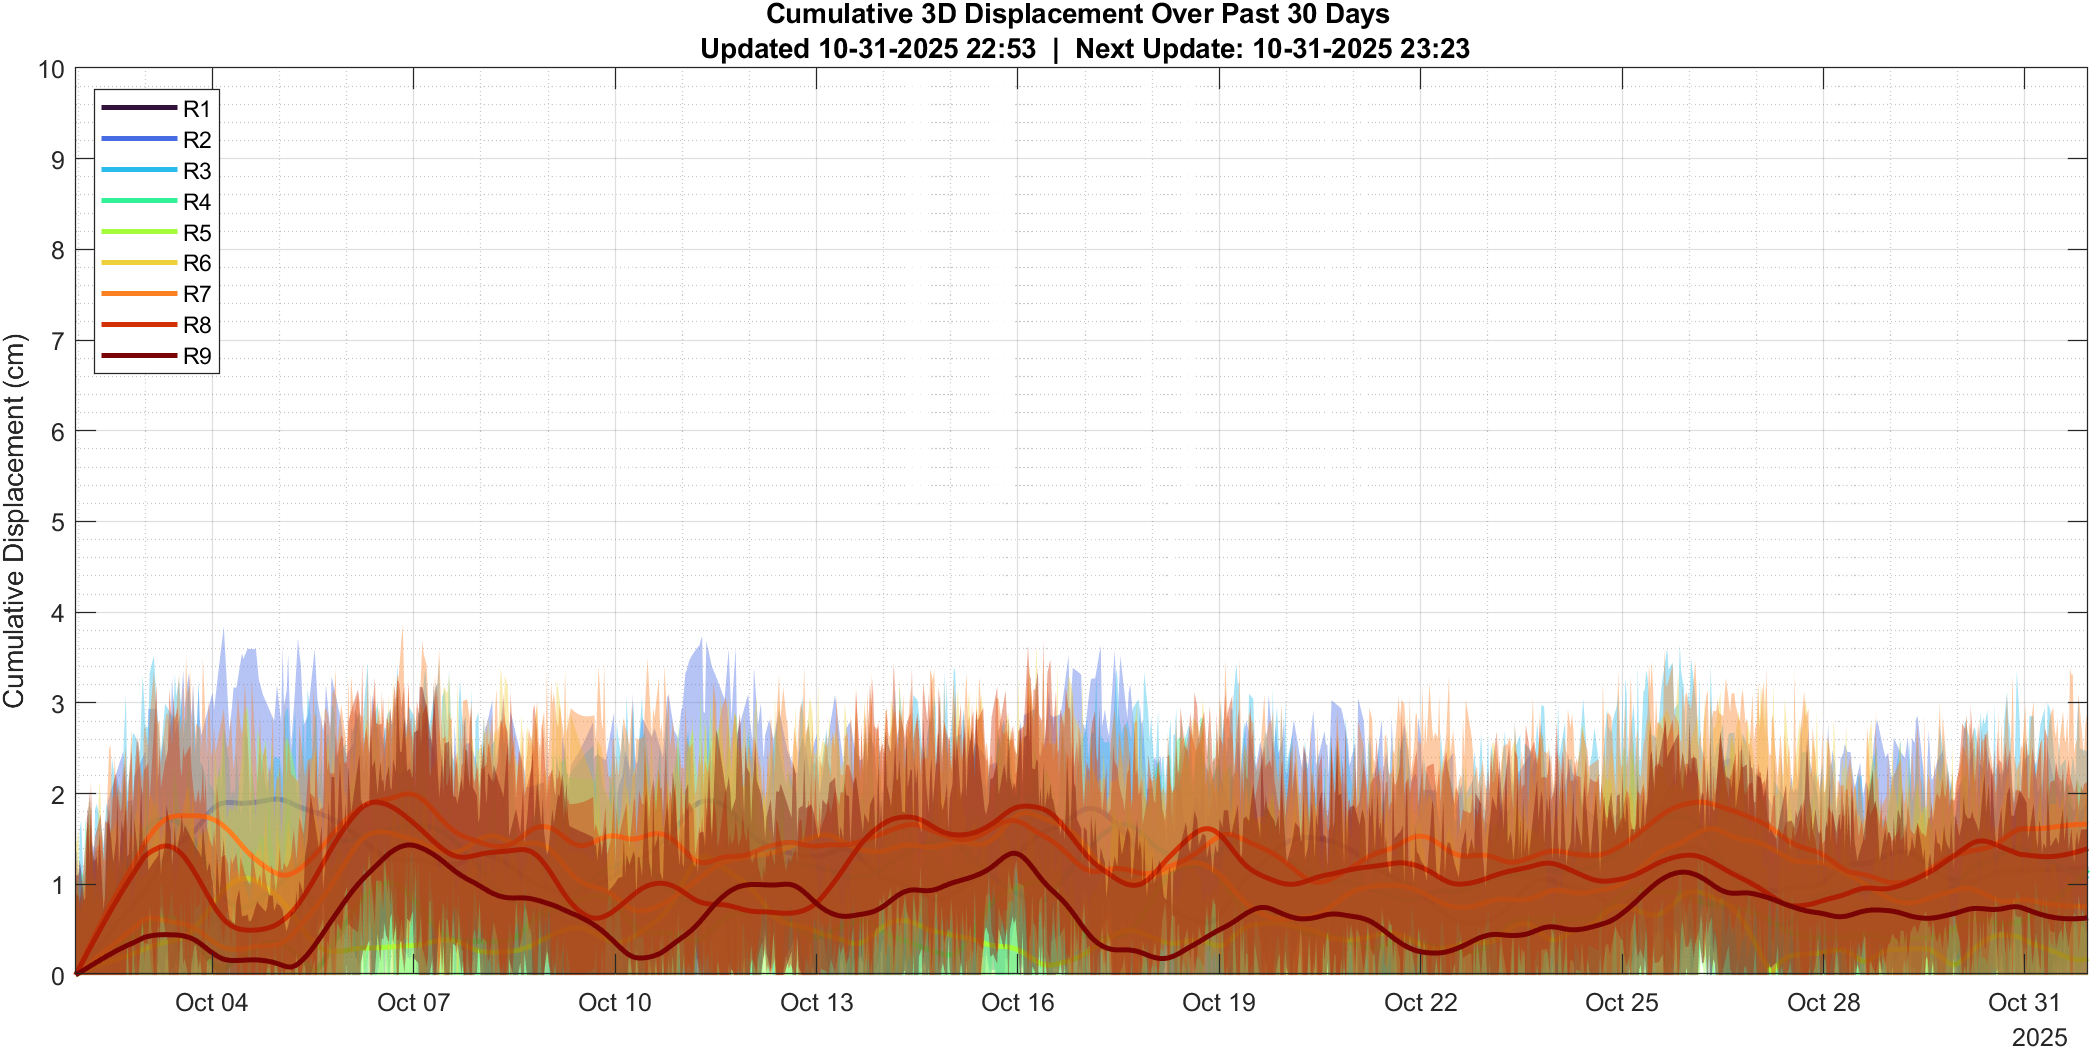 Cumulative 3D Displacement Over Past 30 Days
Updated 10-31-2025 22:53 | Next Update: 10-31-2025 23:23
Cumulative Displacement (cm)
10
9
8
7
6
5
4
3
2
1
0
R1
R2
R3
R4
R5
R6
R7
R8
R9
Oct 04
Oct 07
Oct 10
Oct 13
Oct 16
Oct 19
Oct 22
Oct 25
Oct 28
Oct 31
2025